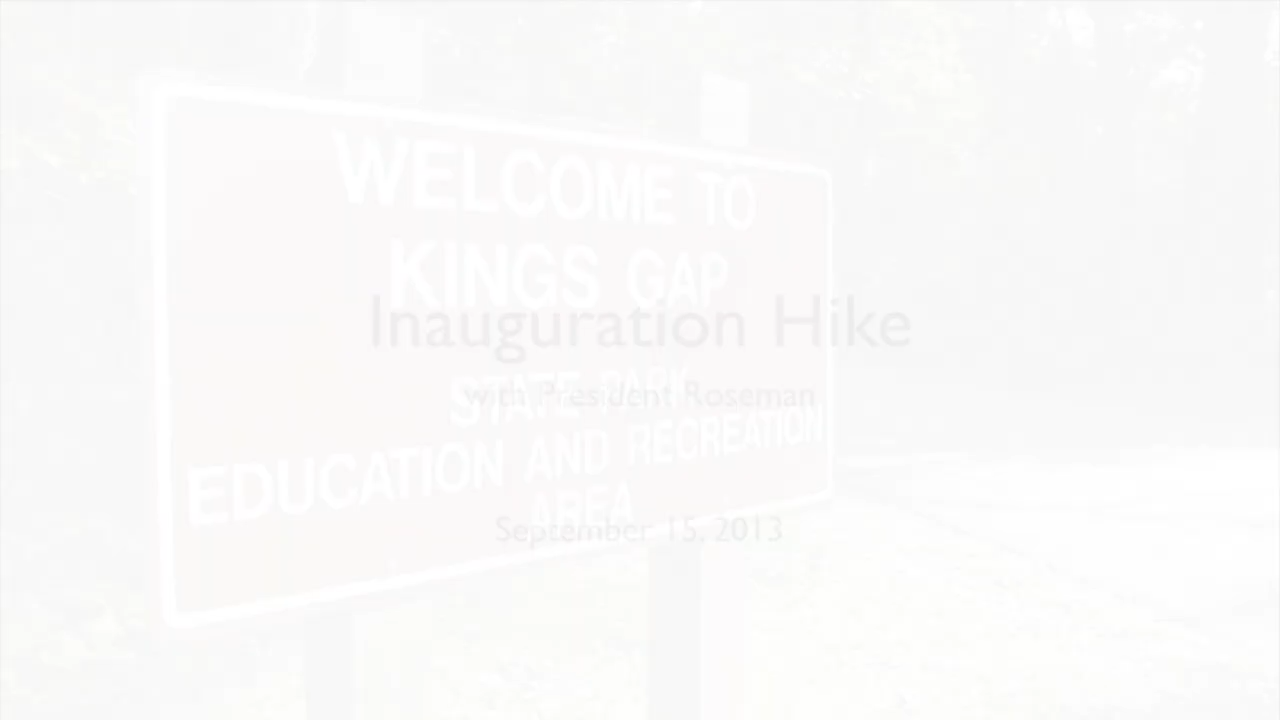 WELCOME TO
KINGS GAP
STATE PARK
EDUCATION AND RECREATION
AREA
Inauguration Hike
with President Roseman
September 15, 2013